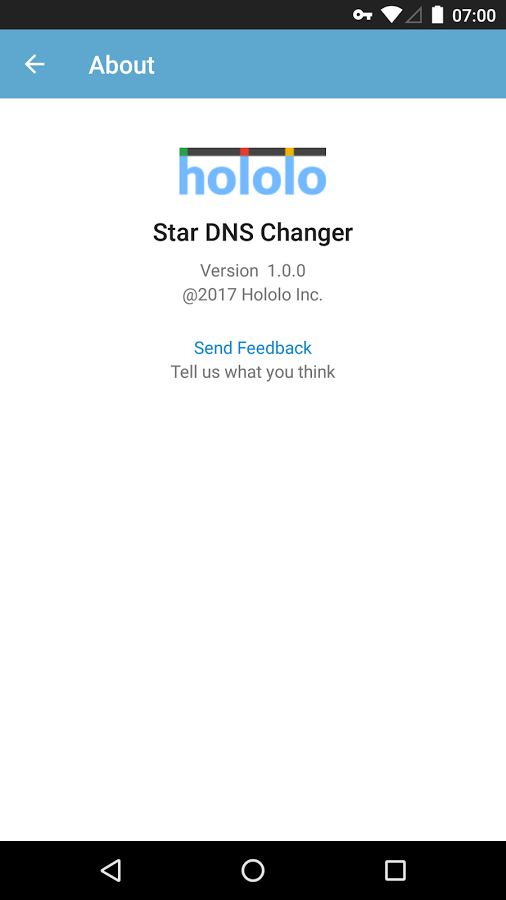 07:00
About
hololo
Star DNS Changer
Version 1.0.0
@2017 Hololo Inc.
Send Feedback
Tell us what you think